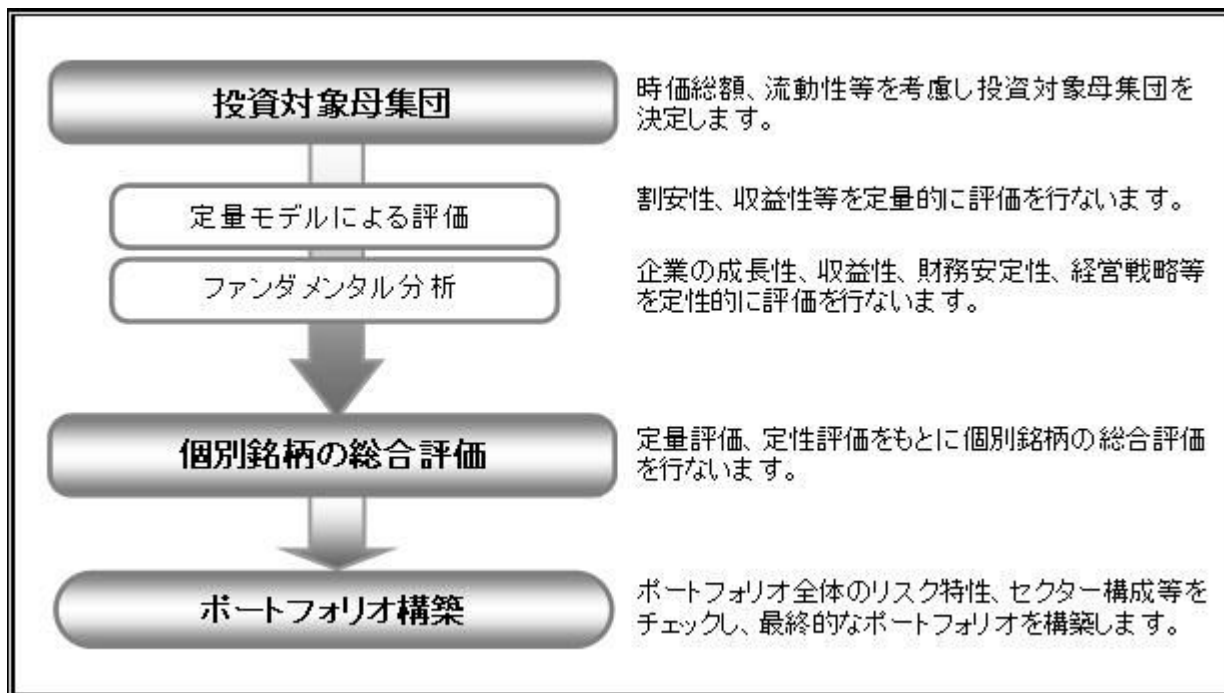 投資対象母集団
時価総額、流動性等を考慮し投資対象母集団を
決定します。
定量モデルによる評価
割安性、収益性等を定量的に評価を行ないます。
ファンダメンタル分析
企業の成長性、収益性、財務安定性、経営戦略等
を定性的に評価を行ないます。
個別銘柄の総合評価
定量評価、定性評価をもとに個別銘柄の総合評価
を行ないます。
ポートフォリオ構築
ポートフォリオ全体のリスク特性、セクター構成等を
チェックし、最終的なポートフォリオを構築します。